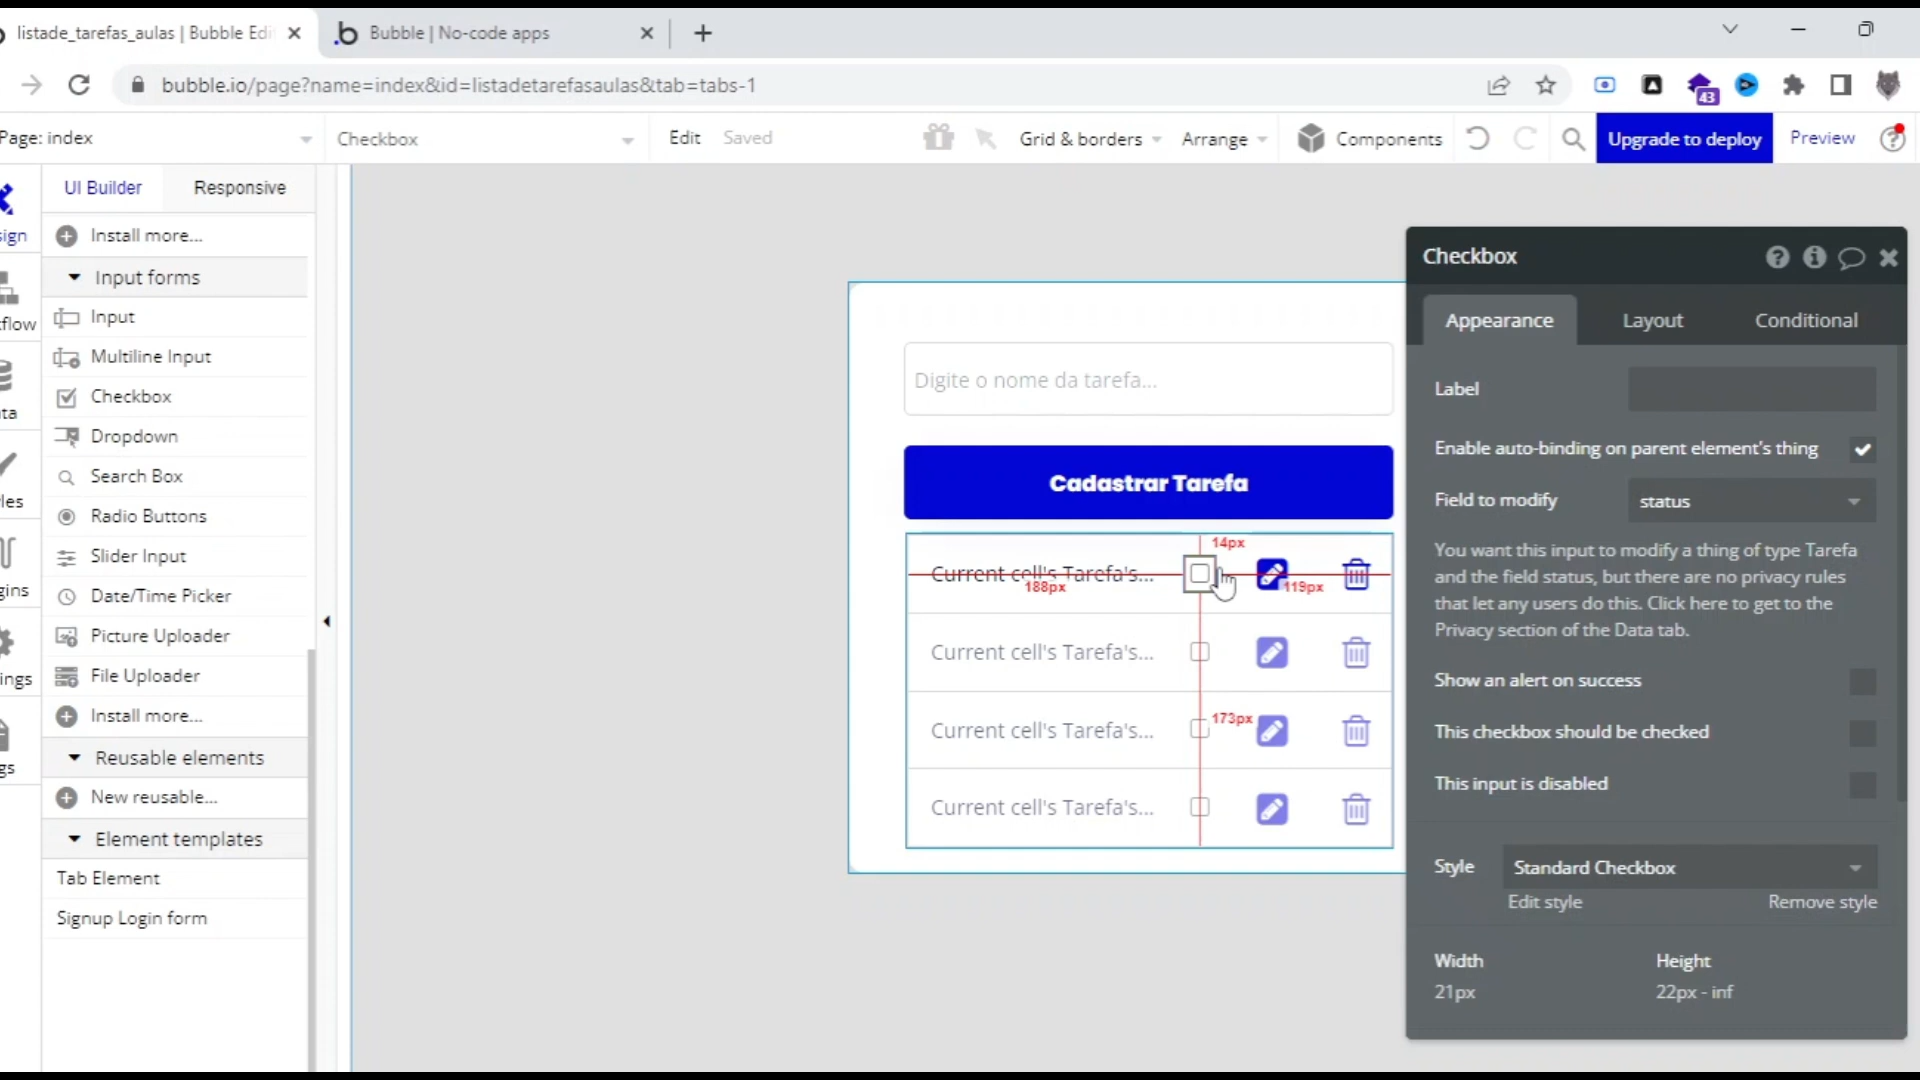 listade_tarefas_aulas | Bubble Edi
Bubble | No-code apps
bubble.io/page?name=index&id=listadetarefasaulas&tab=tabs-1
43
Page: index
Checkbox
Edit
Saved
Grid & borders
Arrange
Components
Upgrade to deploy
Preview
UI Builder
Responsive
Install more...
Input forms
Input
Multiline Input
Checkbox
Dropdown
Search Box
Radio Buttons
Slider Input
Date/Time Picker
Picture Uploader
File Uploader
Install more...
Reusable elements
New reusable...
Element templates
Tab Element
Signup Login form
Digite o nome da tarefa...
Cadastrar Tarefa
14px
Current cell's Tarefa's...
188px
119px
Current cell's Tarefa's...
173px
Current cell's Tarefa's...
Current cell's Tarefa's...
Checkbox
Appearance
Layout
Conditional
Label
Enable auto-binding on parent element's thing
Field to modify
status
You want this input to modify a thing of type Tarefa
and the field status, but there are no privacy rules
that let any users do this. Click here to get to the
Privacy section of the Data tab.
Show an alert on success
This checkbox should be checked
This input is disabled
Style
Standard Checkbox
Edit style
Remove style
Width
Height
21px
22px - inf